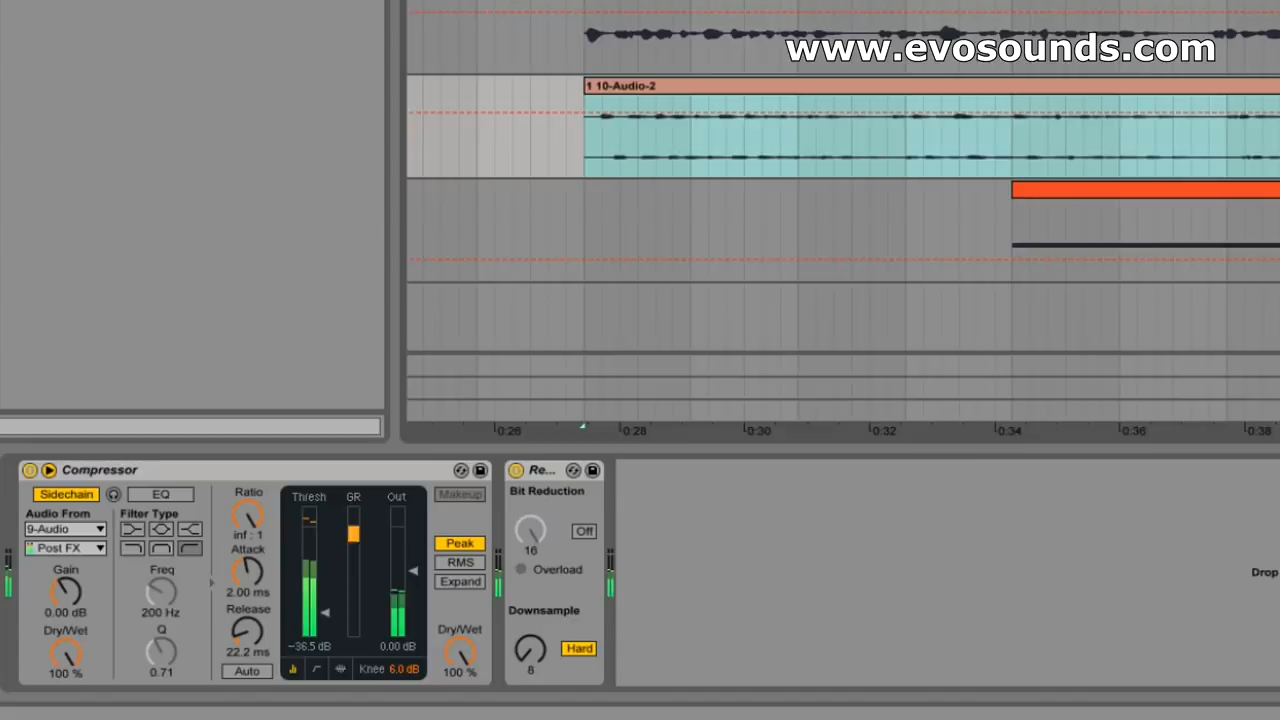 www.evosounds.com
1 10-Audio-2
0:26 0:28 0:30 0:32 0:34 0:36 0:38
Compressor
Sidechain EQ
Audio From Filter Type
9-Audio
Post FX
Gain Freq
0.00 dB 200 Hz
Dry/Wet Q
100 % 0.71
Ratio
inf : 1
Attack
2.00 ms
Release
22.2 ms
Auto
Thresh GR Out
-36.5 dB 0.00 dB
Knee 6.0 dB
Makeup
Peak
RMS
Expand
Dry/Wet
100 %
Re...
Bit Reduction
Off
16
Overload
Downsample
Hard
8
Drop